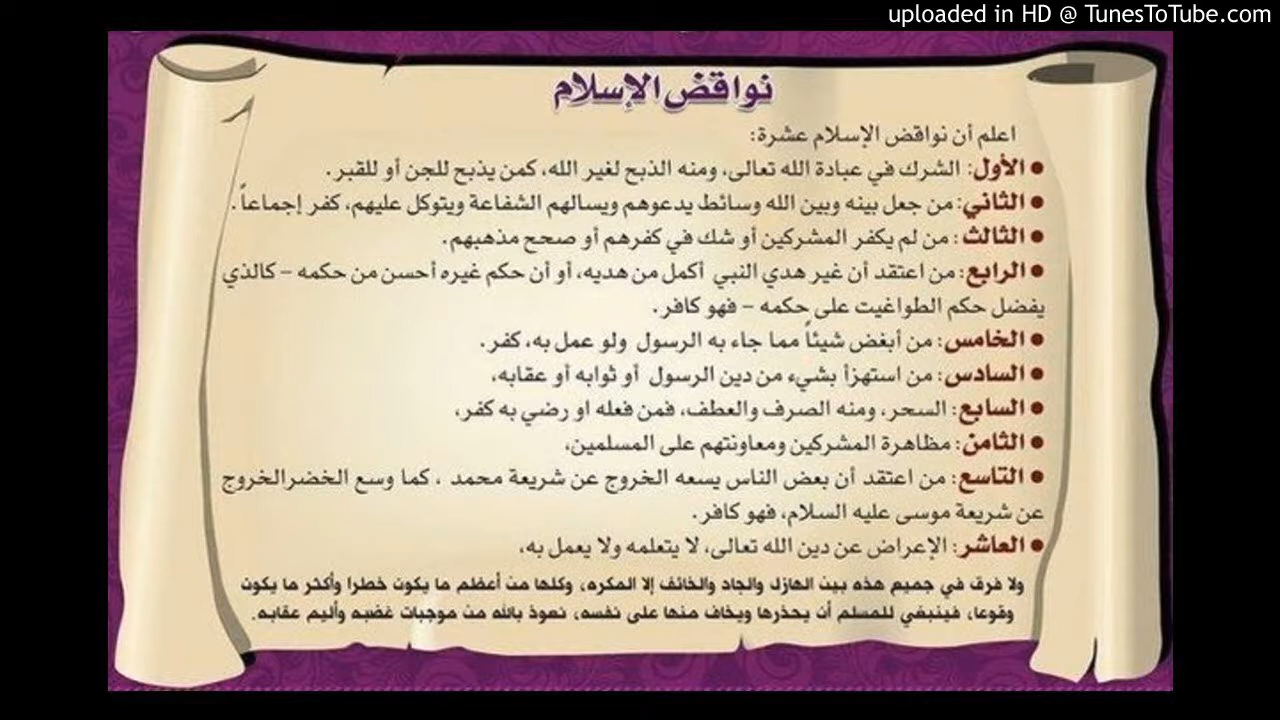 uploaded in HD @ TunesToTube.com
نواقض الإسلام
اعلم أن نواقض الإسلام عشرة:
● الأول: الشرك في عبادة الله تعالى، ومنه الذبح لغير الله، كمن يذبح للجن أو للقبر.
● الثاني: من جعل بينه وبين الله وسائط يدعوهم ويسالهم الشفاعة ويتوكل عليهم، كفر إجماعاً.
● الثالث: من لم يكفر المشركين أو شك في كفرهم أو صحح مذهبهم.
● الرابع: من اعتقد أن غير هدي النبي أكمل من هديه، أو أن حكم غيره أحسن من حكمه – كالذي
يفضل حكم الطواغيت على حكمه – فهو كافر.
● الخامس: من أبغض شيئاً مما جاء به الرسول ولو عمل به، كفر.
● السادس: من استهزأ بشيء من دين الرسول أو ثوابه أو عقابه،
● السابع: السحر، ومنه الصرف والعطف، فمن فعله او رضي به كفر،
● الثامن: مظاهرة المشركين ومعاونتهم على المسلمين،
● التاسع: من اعتقد أن بعض الناس يسعه الخروج عن شريعة محمد ، كما وسع الخضرالخروج
عن شريعة موسى عليه السلام، فهو كافر.
● العاشر: الإعراض عن دين الله تعالى، لا يتعلمه ولا يعمل به،
ولا فرق في جميع هذه بين الهازل والجاد والخائف إلا المكره، وكلها من أعظم ما يكون خطرا وأكثر ما يكون
وقوعا، فينبغي للمسلم أن يحذرها ويخاف منها على نفسه، نعوذ بالله من موجبات غضبه وأليم عقابه.